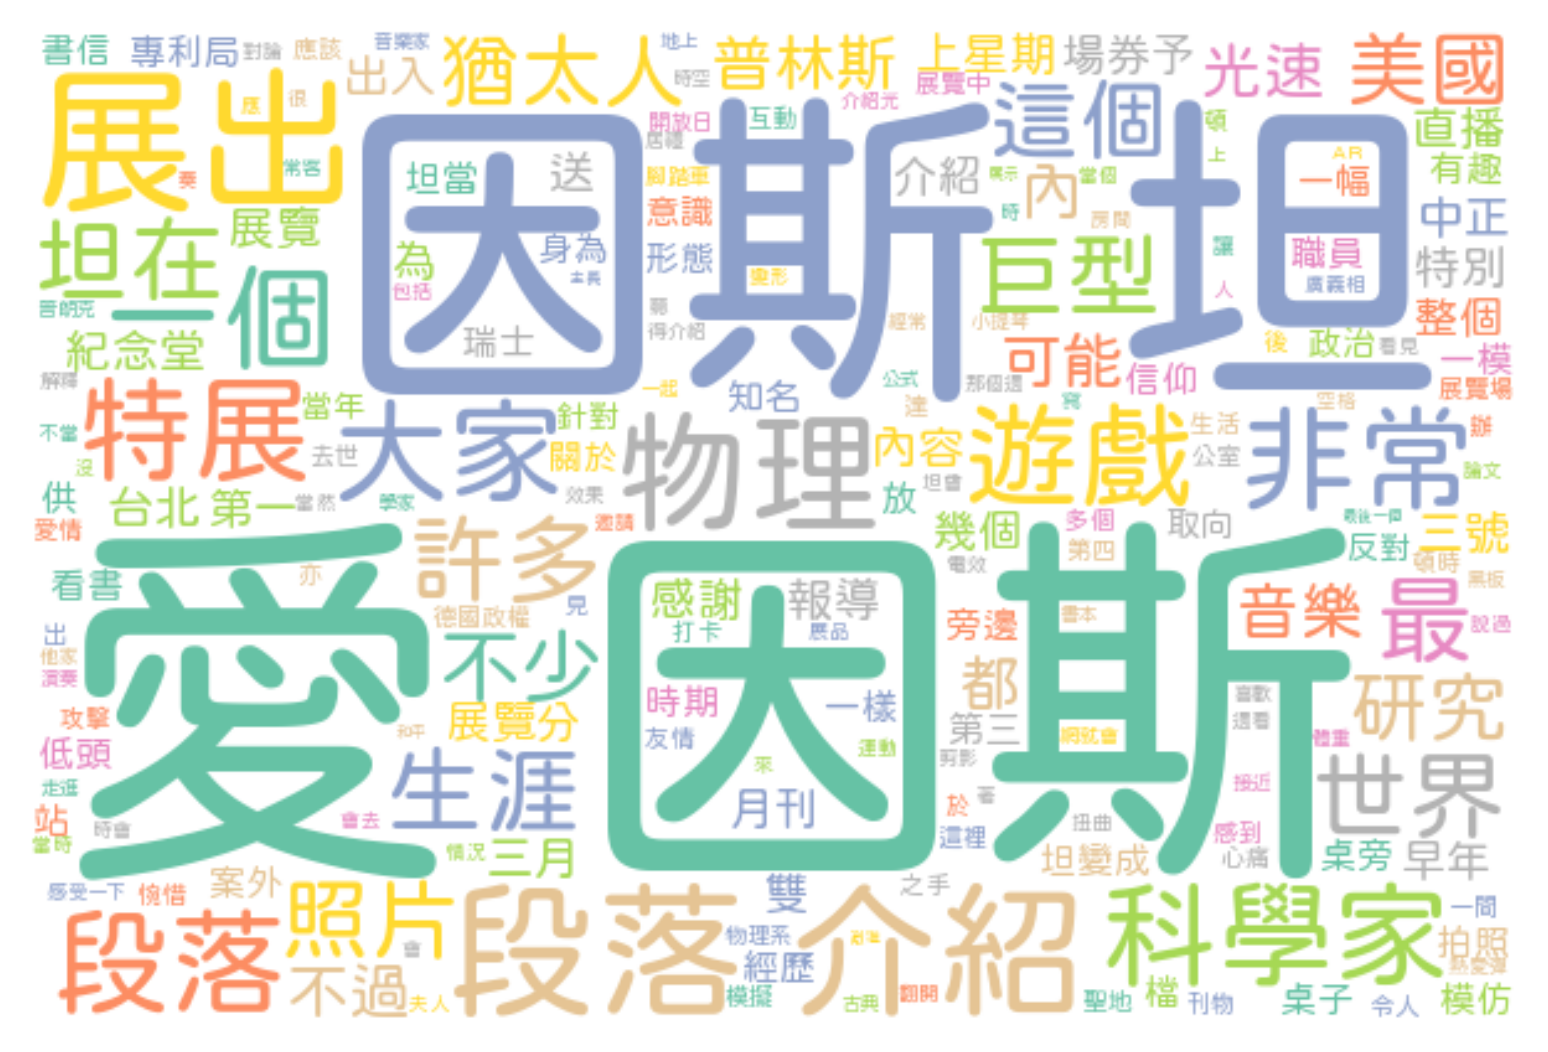 書信 專利局 對論 應該 音樂家 猶太人 地上 普林斯 上星期 場券予 光速 美國
出入 時空 展覽中
展出 應 很 介紹光 直播
開放日 互動 這個 頓
常客 居禮 上 AR 有趣
奏 坦當 送 腳踏車 介紹 展示 當個 一幅
因斯坦
坦在 展覽 意識 時 內 房間 中正
為 身為 形態 巨型 讓 職員 特別
包括 主長 變形 人 廣義相
普朗克 一個 得介紹 經常 小提琴 整個
紀念堂 瑞士 可能 後 政治 看見 一模
解釋 特展 當年 一起 知名 公式 那個還 信仰 展覽場
大家 針對 達 寫 空格
不當 去世 關於 物理 內容 遊戲 生活 非常 辦
沒 公室 論文
供 台北 第一 當然 學家 效果 放 坦會
愛情 許多 邀請 幾個 多個 取向 最後一個 三號
看書 亦 電效 第四 反對 頓時
感謝 報導 黑板
德國政權 見 打卡 展品 旁邊 書本 音樂 最 說過
愛因斯
出 不少
他家 都
演奏 時期 一樣 喜歡 研究
攻擊 和平 展覽分 友情 第三 還看
低頭 運動 剪影 網就會 體重
走進 生涯 來 接近 世界
站 時會 會去 月刊 於 著 扭曲 感到
當時 情況 三月 這裡 坦變成 心痛 桌旁 早年
感受一下 惋惜 案外 照片 雙 之手
段落 會 段落介紹 物理系 科學家 一間
不過 經歷 拍照
夫人 模擬 古典 翻開 聖地 檔 刊物 桌子 令人 模仿